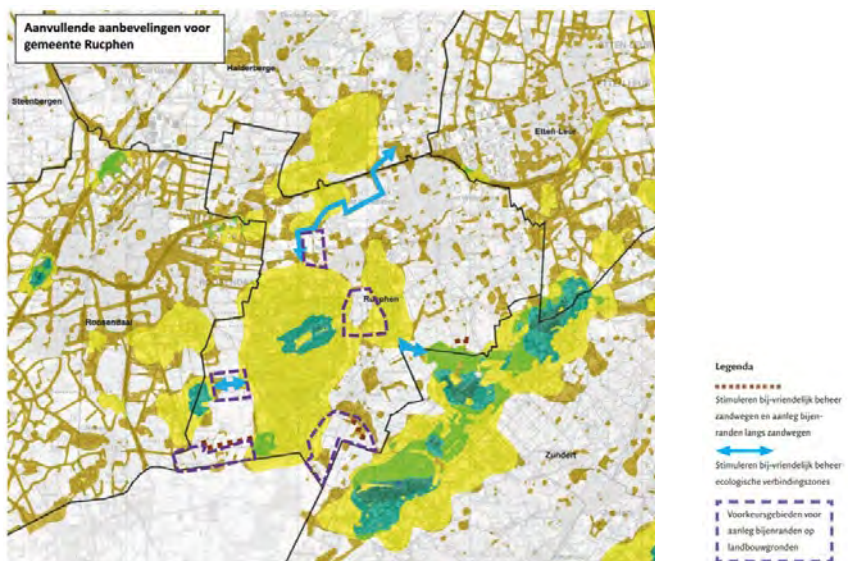 Aanvullende aanbevelingen voor
gemeente Rucphen
Halderberge
Steenbergen
Etten-Leur
Rucphen
Roosendaal
Zundert
Legenda
Stimuleren bij-vriendelijk beheer
zandwegen en aanleg bijen-
randen langs zandwegen
Stimuleren bij-vriendelijk beheer
ecologische verbindingszones
Voorkeursgebieden voor
aanleg bijenranden op
landbouwgronden